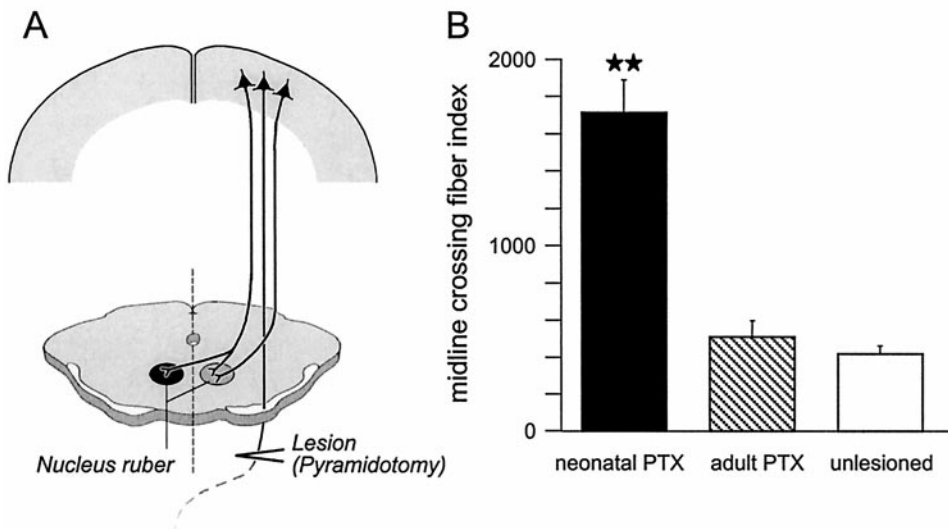 A
Nucleus ruber
Lesion
(Pyramidotomy)
B
★★
midline crossing fiber index
2000
1000
0
neonatal PTX
adult PTX
unlesioned